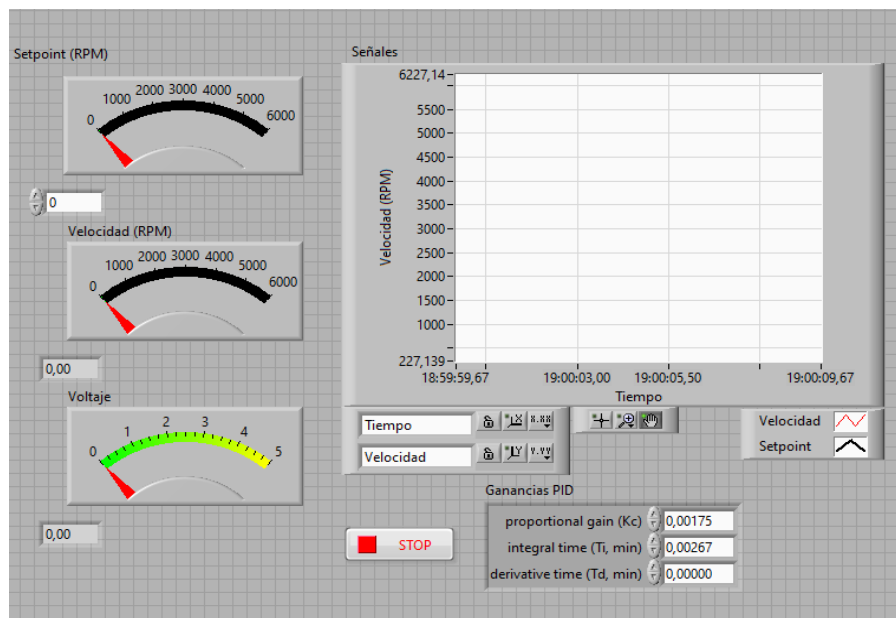 Setpoint (RPM)
0 1000 2000 3000 4000 5000 6000
0
Velocidad (RPM)
0 1000 2000 3000 4000 5000 6000
0,00
Voltaje
0 1 2 3 4 5
0,00
Señales
Velocidad (RPM)
6227,14
5500
5000
4500
4000
3500
3000
2500
2000
1500
1000
227,139
18:59:59,67 19:00:03,00 19:00:05,50 19:00:09,67
Tiempo
Tiempo X X.XX
Velocidad Y Y.YY
Velocidad
Setpoint
Ganancias PID
proportional gain (Kc) 0,00175
integral time (Ti, min) 0,00267
derivative time (Td, min) 0,00000
STOP